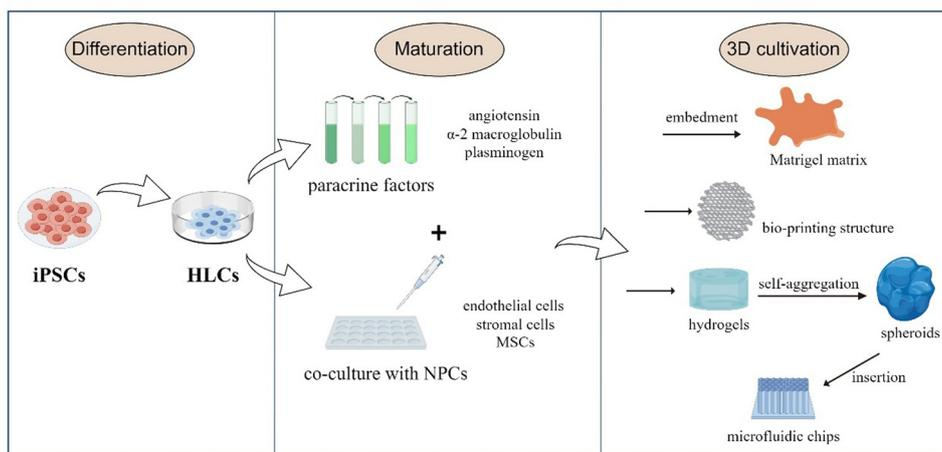 Differentiation
iPSCs
HLCs
Maturation
angiotensin
α-2 macroglobulin
plasminogen
paracrine factors
+
endothelial cells
stromal cells
MSCs
co-culture with NPCs
3D cultivation
embedment
Matrigel matrix
bio-printing structure
self-aggregation
hydrogels
spheroids
insertion
microfluidic chips